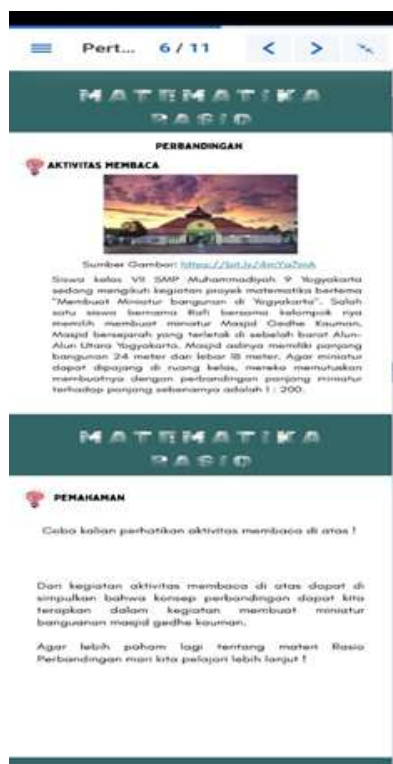 Pert... 6 / 11
MATEMATIKA
RASIO
PERBANDINGAN
AKTIVITAS MEMBACA
Sumber Gambar:
Siswa kelas VII SMP Muhammadiyah 9 Yogyakarta
sedang mengikuti kegiatan proyek matematika bertema
"Membuat Miniatur bangunan di Yogyakarta". Salah
satu siswa bernama Rafi bersama kelompok nya
memilih membuat miniatur Masjid Gedhe Kauman,
Masjid bersejarah yang terletak di sebelah barat Alun-
Alun Utara Yogyakarta. Masjid aslinya memiliki panjang
bangunan 24 meter dan lebar 18 meter. Agar miniatur
dapat dipajang di ruang kelas, mereka memutuskan
membuatnya dengan perbandingan panjang miniatur
terhadap panjang sebenarnya adalah 1 : 200.
MATEMATIKA
RASIO
PEMAHAMAN
Coba kalian perhatikan aktivitas membaca di atas !
Dari kegiatan aktivitas membaca di atas dapat di
simpulkan bahwa konsep perbandingan dapat kita
terapkan dalam kegiatan membuat miniatur
banguanan masjid gedhe kauman.
Agar lebih paham lagi tentang materi Rasio
Perbandingan mari kita pelajari lebih lanjut !